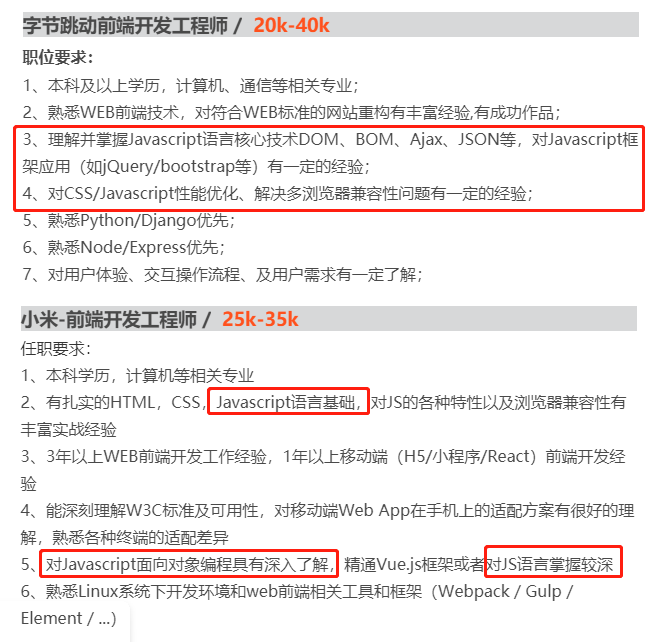 字节跳动前端开发工程师 / 20k-40k
职位要求：
1、本科及以上学历，计算机、通信等相关专业；
2、熟悉WEB前端技术，对符合WEB标准的网站重构有丰富经验,有成功作品；
3、理解并掌握Javascript语言核心技术DOM、BOM、Ajax、JSON等，对Javascript框
架应用（如jQuery/bootstrap等）有一定的经验；
4、对CSS/Javascript性能优化、解决多浏览器兼容性问题有一定的经验；
5、熟悉Python/Django优先；
6、熟悉Node/Express优先；
7、对用户体验、交互操作流程、及用户需求有一定了解；
小米-前端开发工程师 / 25k-35k
任职要求：
1、本科学历，计算机等相关专业
2、有扎实的HTML，CSS，Javascript语言基础，对JS的各种特性以及浏览器兼容性有
丰富实战经验
3、3年以上WEB前端开发工作经验，1年以上移动端（H5/小程序/React）前端开发经
验
4、能深刻理解W3C标准及可用性，对移动端Web App在手机上的适配方案有很好的理
解，熟悉各种终端的适配差异
5、对Javascript面向对象编程具有深入了解，精通Vue.js框架或者对JS语言掌握较深
6、熟悉Linux系统下开发环境和web前端相关工具和框架（Webpack / Gulp /
Element / ...）